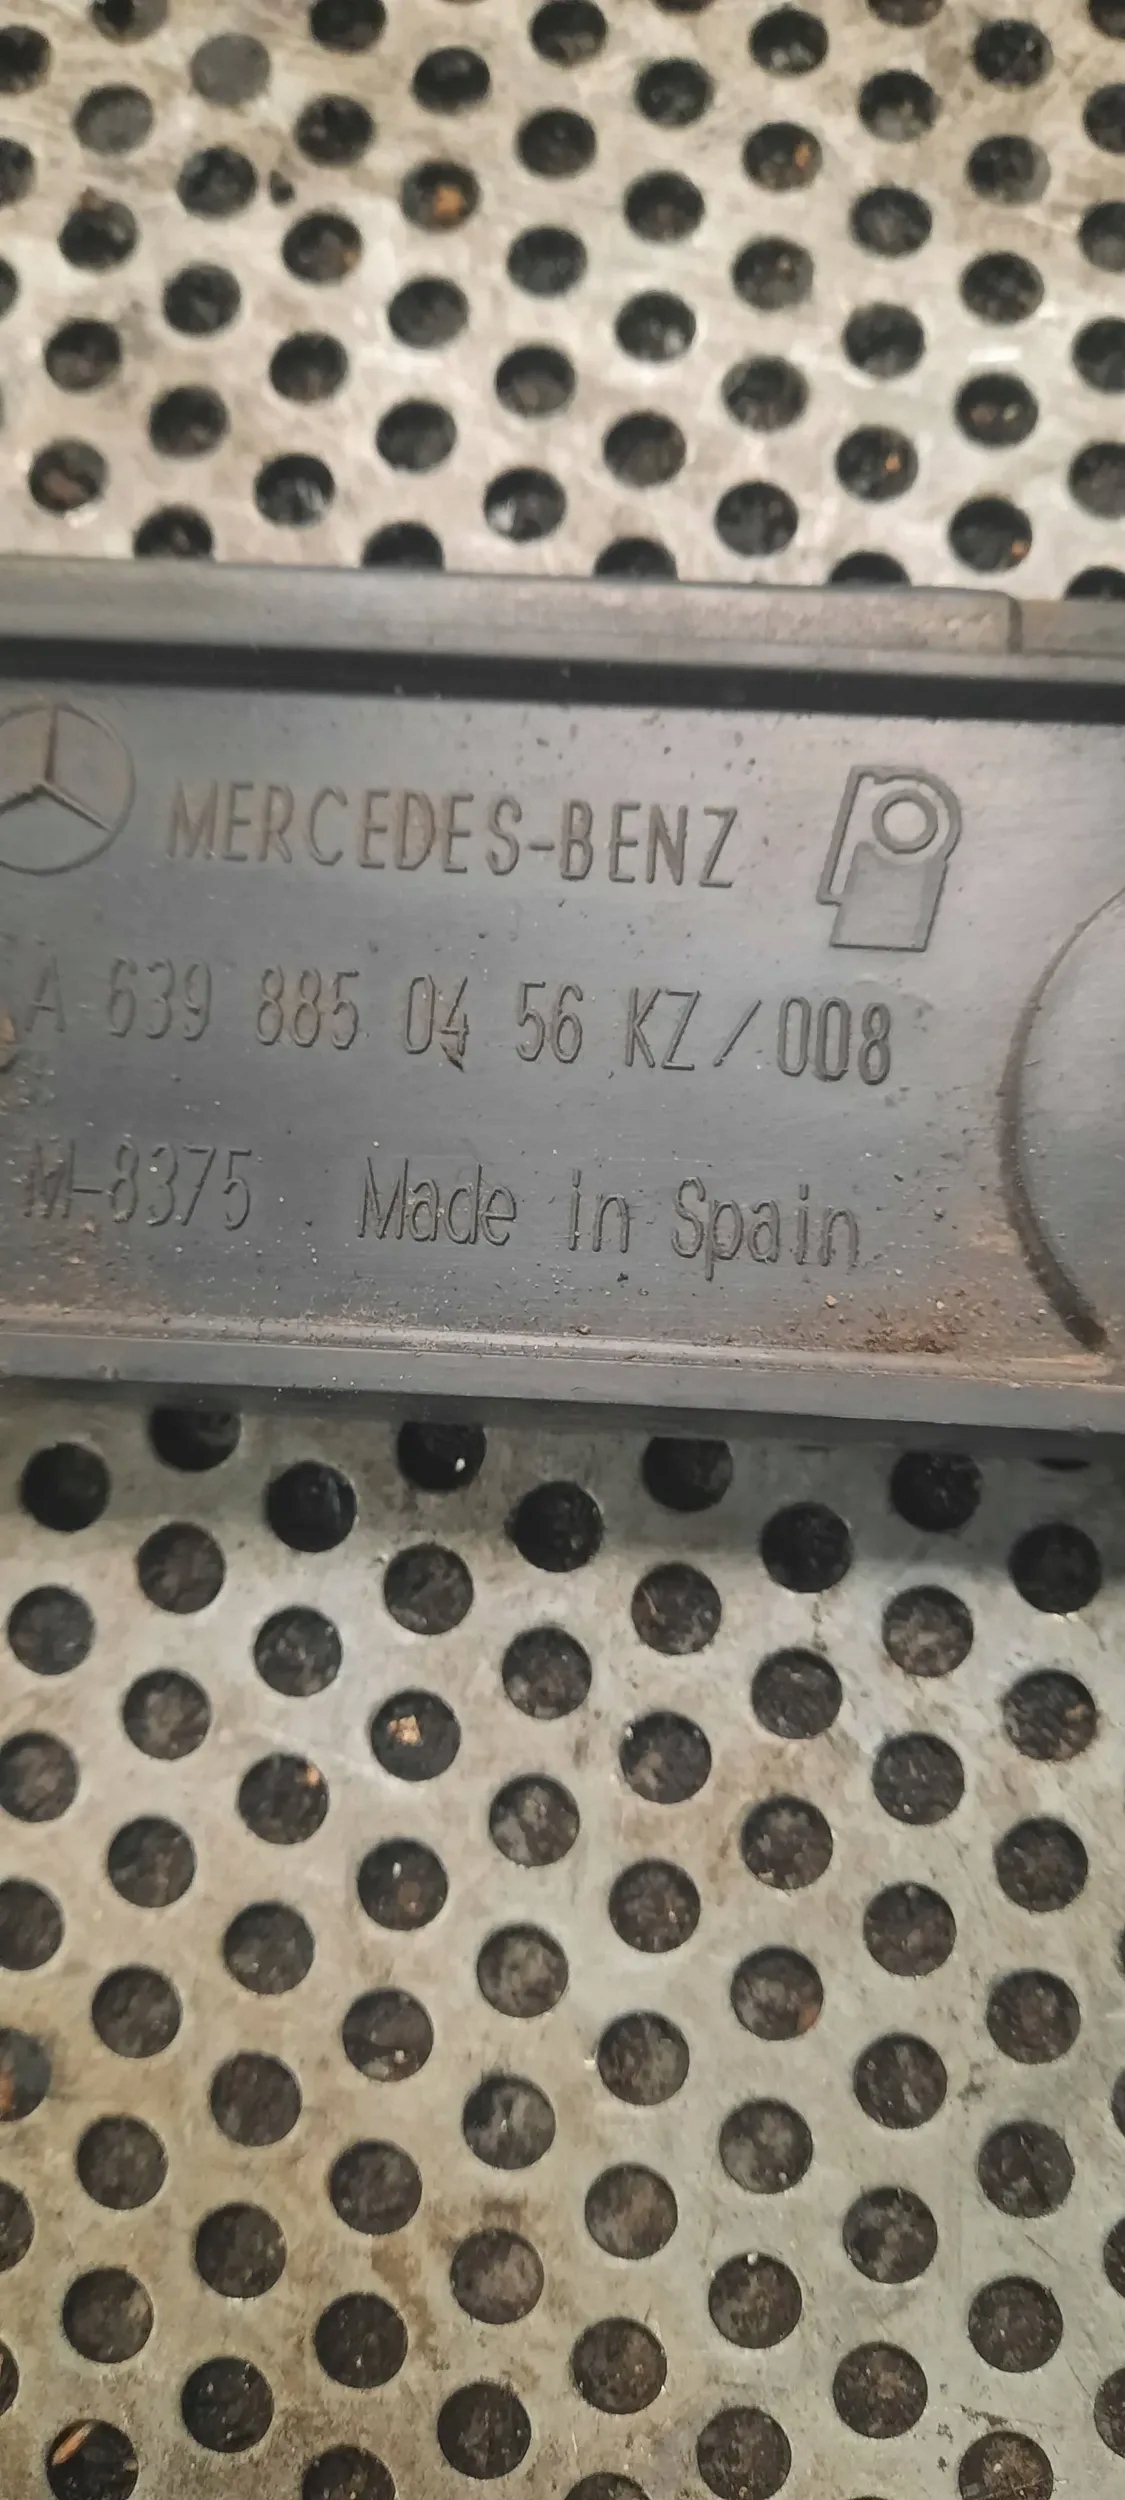 MERCEDES-BENZ
A 639 885 04 56 KZ/008
M-8375 Made in Spain